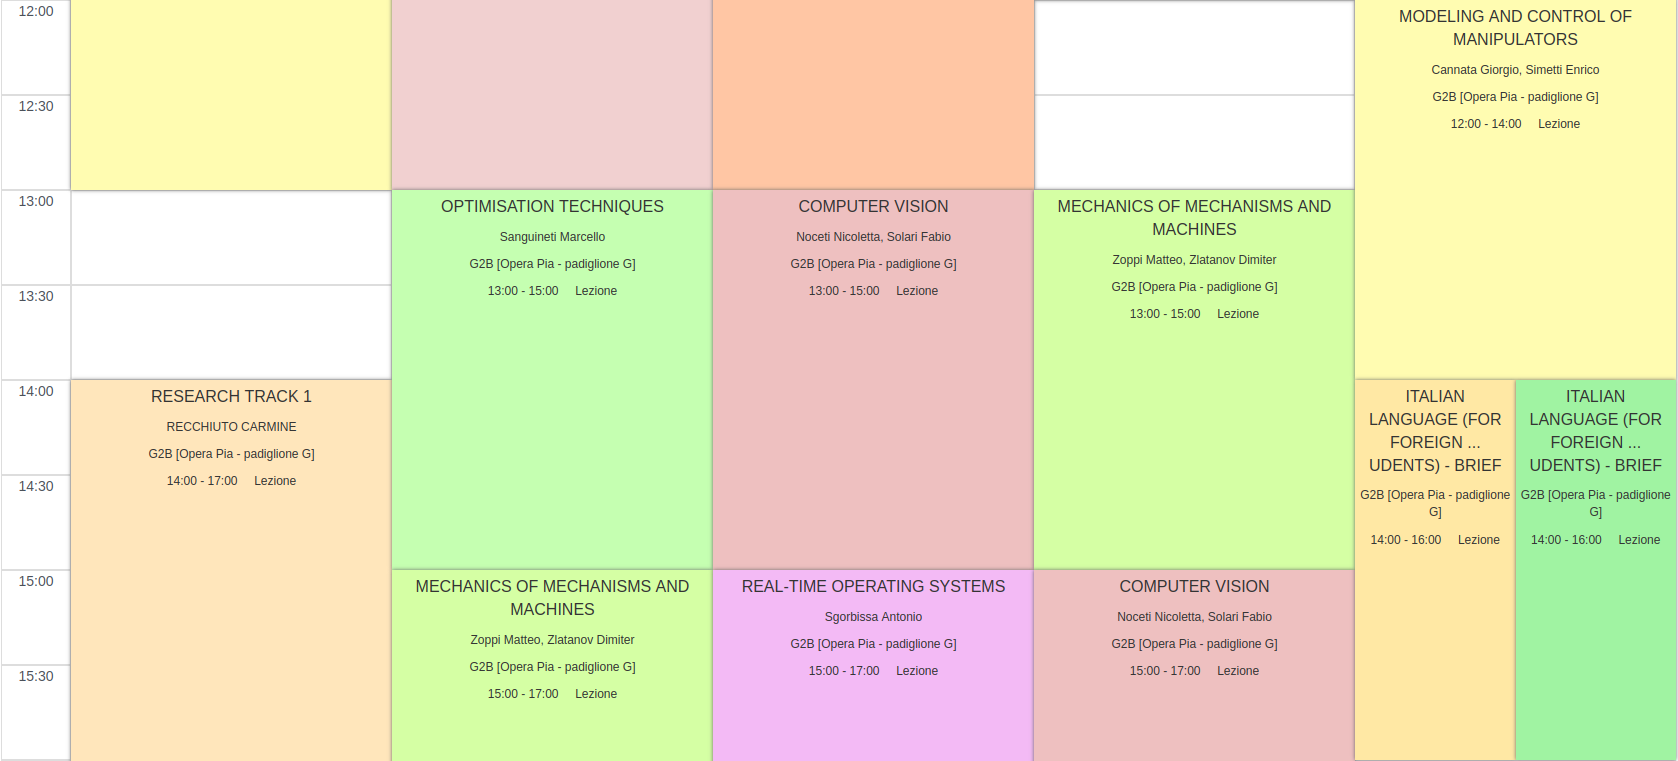 12:00
12:30
13:00
13:30
14:00
14:30
15:00
15:30
RESEARCH TRACK 1
RECCHIUTO CARMINE
G2B [Opera Pia - padiglione G]
14:00 - 17:00 Lezione
OPTIMISATION TECHNIQUES
Sanguineti Marcello
G2B [Opera Pia - padiglione G]
13:00 - 15:00 Lezione
MECHANICS OF MECHANISMS AND
MACHINES
Zoppi Matteo, Zlatanov Dimiter
G2B [Opera Pia - padiglione G]
15:00 - 17:00 Lezione
COMPUTER VISION
Noceti Nicoletta, Solari Fabio
G2B [Opera Pia - padiglione G]
13:00 - 15:00 Lezione
REAL-TIME OPERATING SYSTEMS
Sgorbissa Antonio
G2B [Opera Pia - padiglione G]
15:00 - 17:00 Lezione
MECHANICS OF MECHANISMS AND
MACHINES
Zoppi Matteo, Zlatanov Dimiter
G2B [Opera Pia - padiglione G]
13:00 - 15:00 Lezione
COMPUTER VISION
Noceti Nicoletta, Solari Fabio
G2B [Opera Pia - padiglione G]
15:00 - 17:00 Lezione
MODELING AND CONTROL OF
MANIPULATORS
Cannata Giorgio, Simetti Enrico
G2B [Opera Pia - padiglione G]
12:00 - 14:00 Lezione
ITALIAN
LANGUAGE (FOR
FOREIGN ...
UDENTS) - BRIEF
G2B [Opera Pia - padiglione
G]
14:00 - 16:00 Lezione
ITALIAN
LANGUAGE (FOR
FOREIGN ...
UDENTS) - BRIEF
G2B [Opera Pia - padiglione
G]
14:00 - 16:00 Lezione